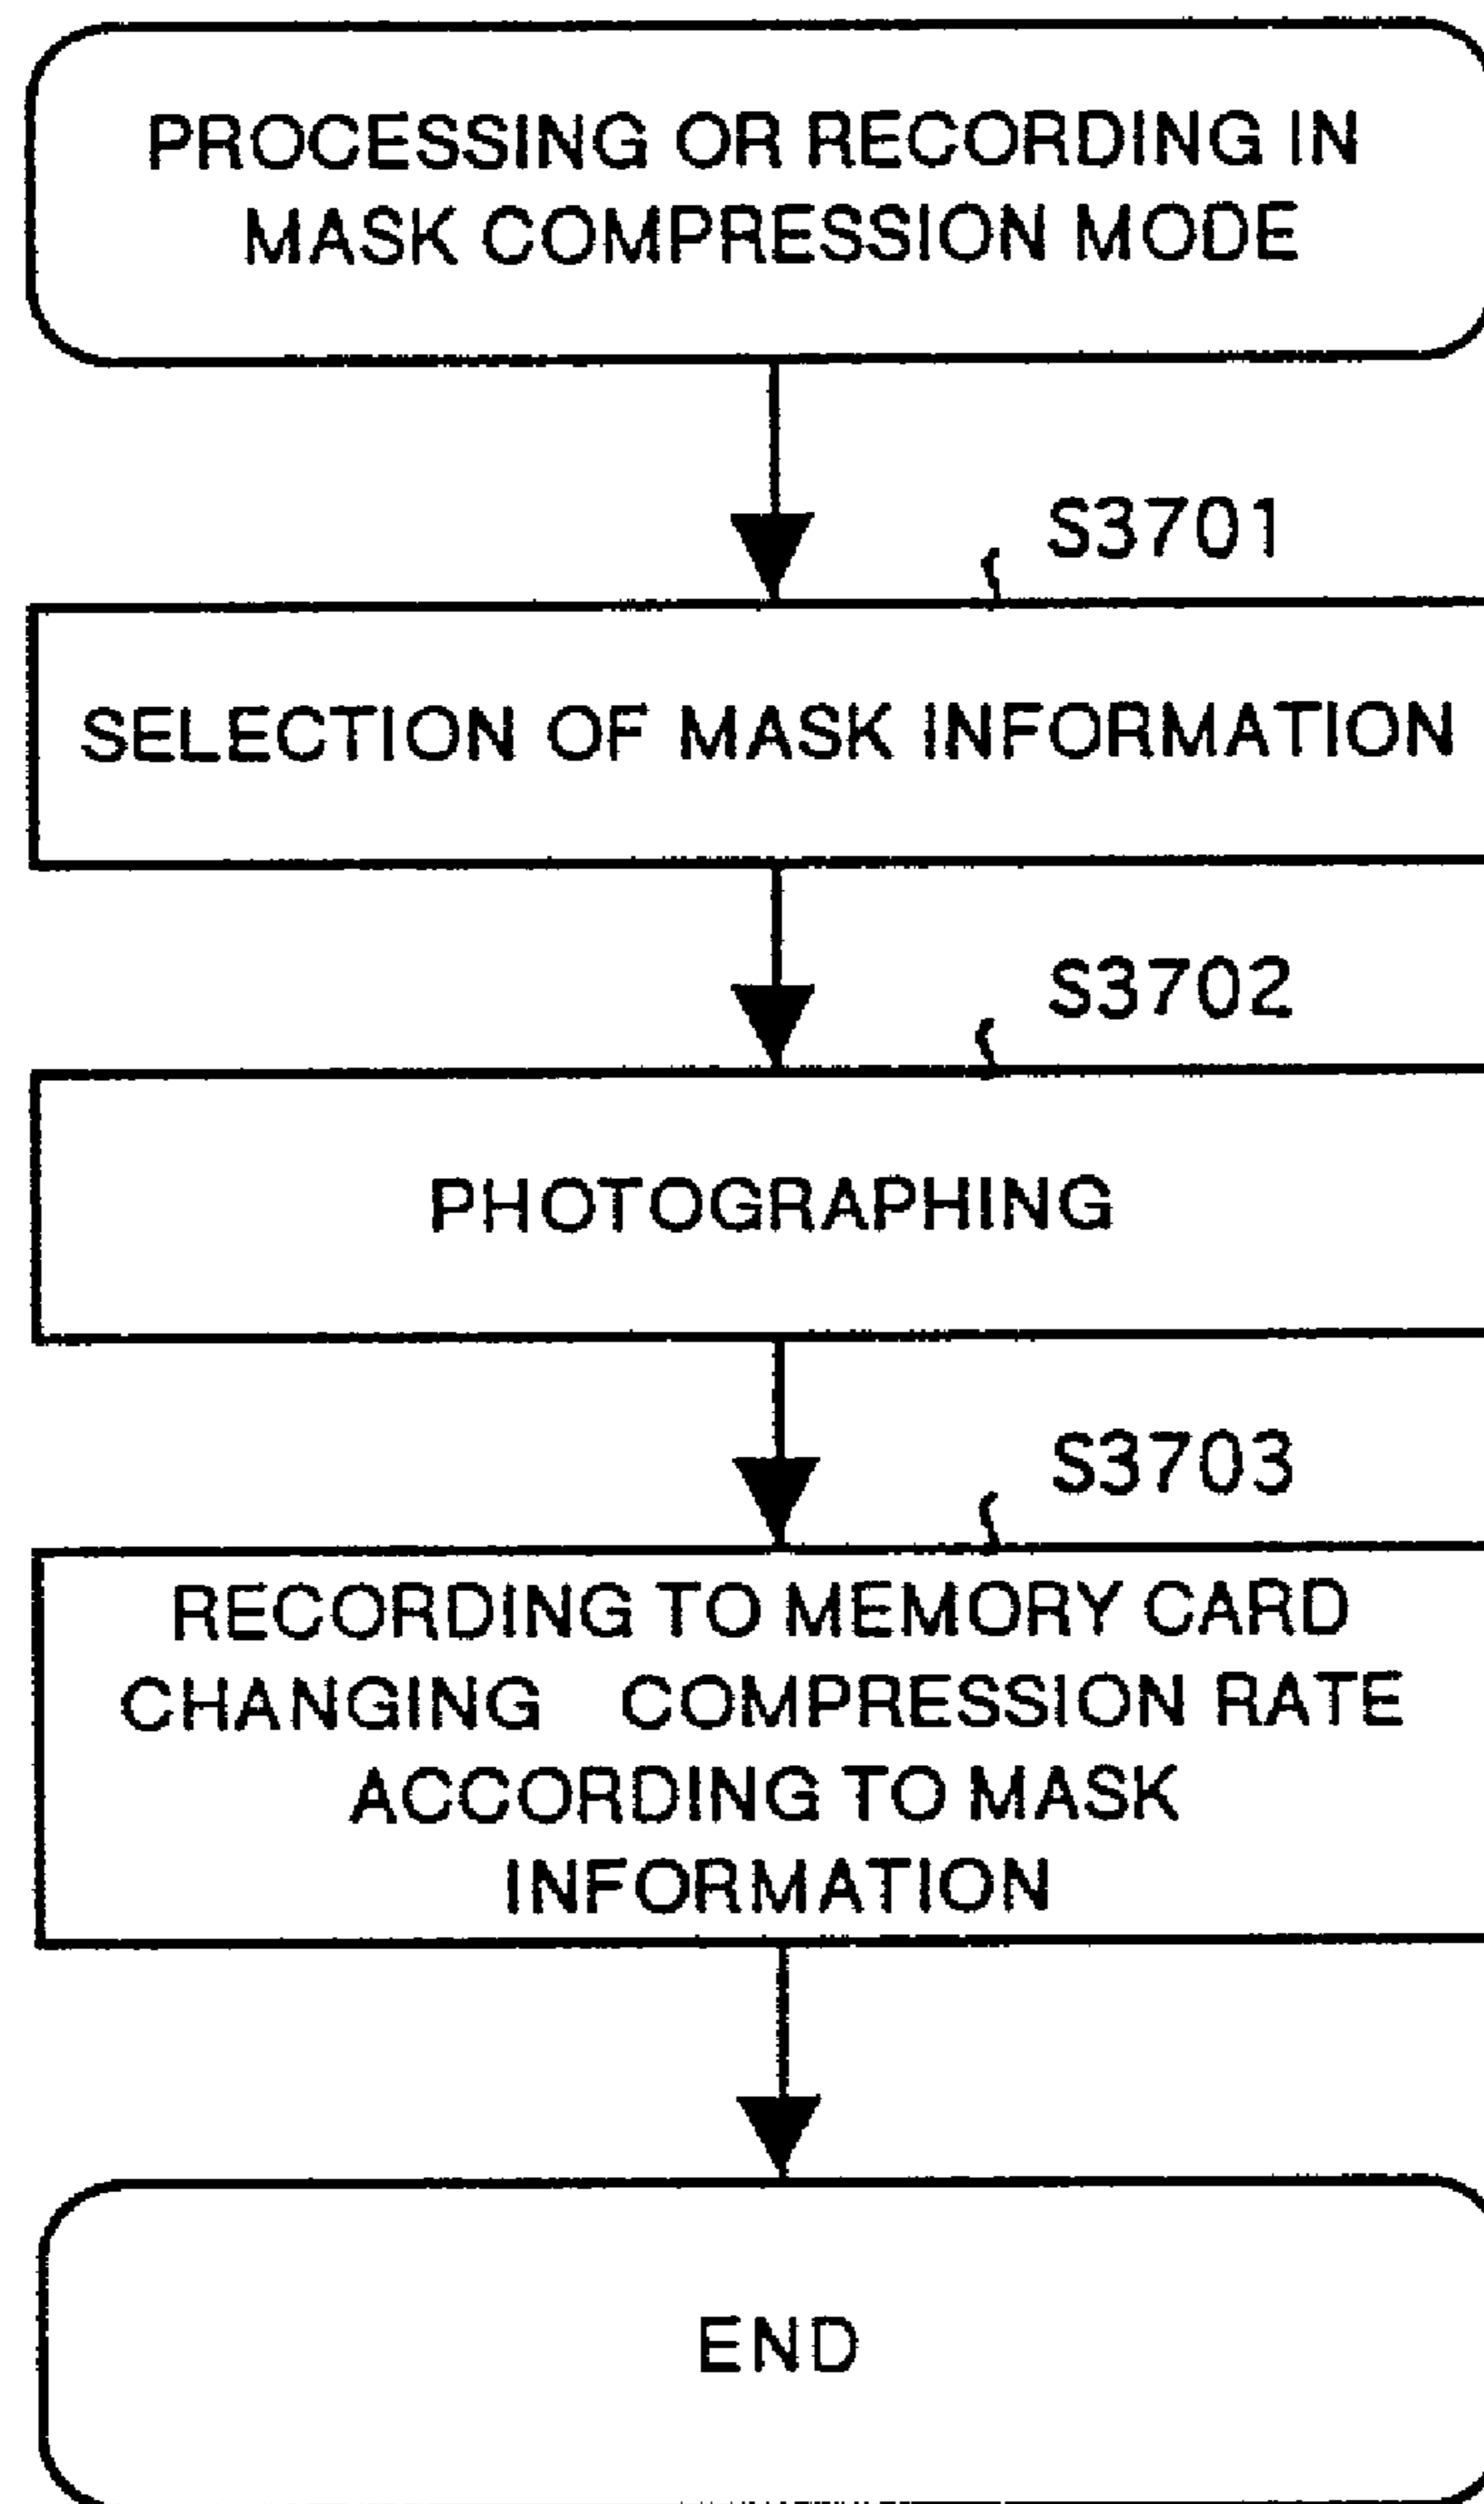 PROCESSING OR RECORDING IN
MASK COMPRESSION MODE
S3701
SELECTION OF MASK INFORMATION
S3702
PHOTOGRAPHING
S3703
RECORDING TO MEMORY CARD
CHANGING COMPRESSION RATE
ACCORDING TO MASK
INFORMATION
END